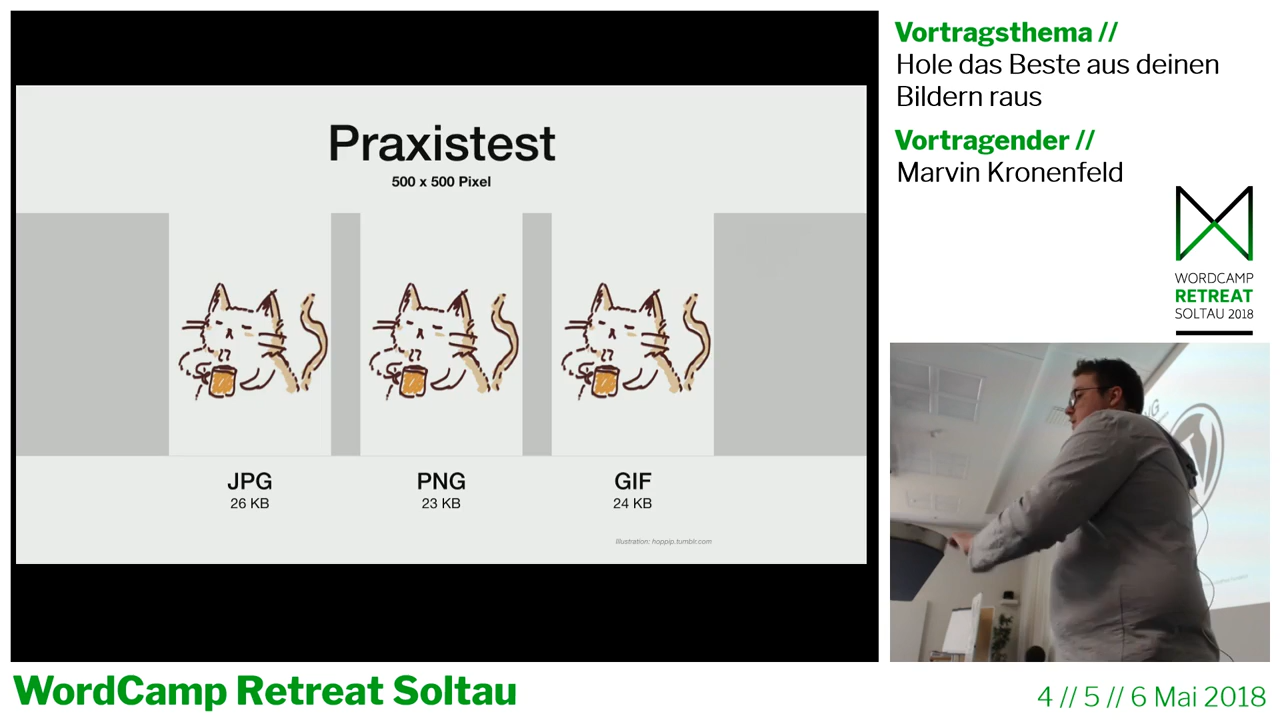 Praxistest
500 x 500 Pixel
JPG
26 KB
PNG
23 KB
GIF
24 KB
Illustration: hoppip.tumblr.com
Vortragsthema //
Hole das Beste aus deinen
Bildern raus
Vortragender //
Marvin Kronenfeld
WORDCAMP
RETREAT
SOLTAU 2018
WordCamp Retreat Soltau
4 // 5 // 6 Mai 2018